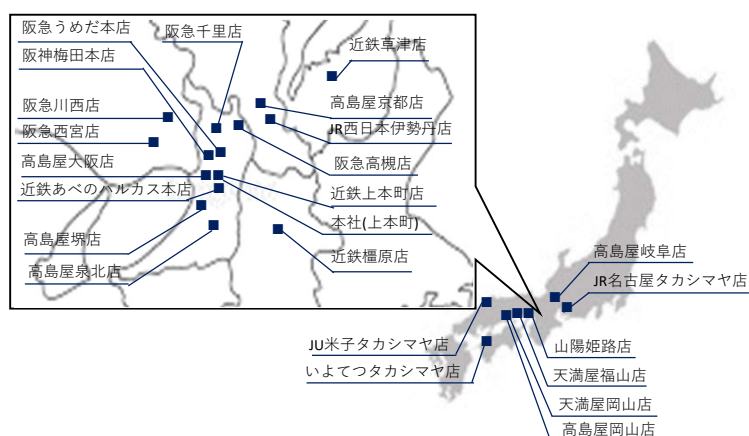 阪急うめだ本店
阪急千里店
阪神梅田本店
近鉄草津店
高島屋京都店
阪急川西店
JR西日本伊勢丹店
阪急西宮店
高島屋大阪店
阪急高槻店
近鉄あべのハルカス本店
近鉄上本町店
本社(上本町)
高島屋堺店
近鉄橿原店
高島屋泉北店
高島屋岐阜店
JR名古屋タカシマヤ店
JU米子タカシマヤ店
山陽姫路店
いよてつタカシマヤ店
天満屋福山店
天満屋岡山店
高島屋岡山店